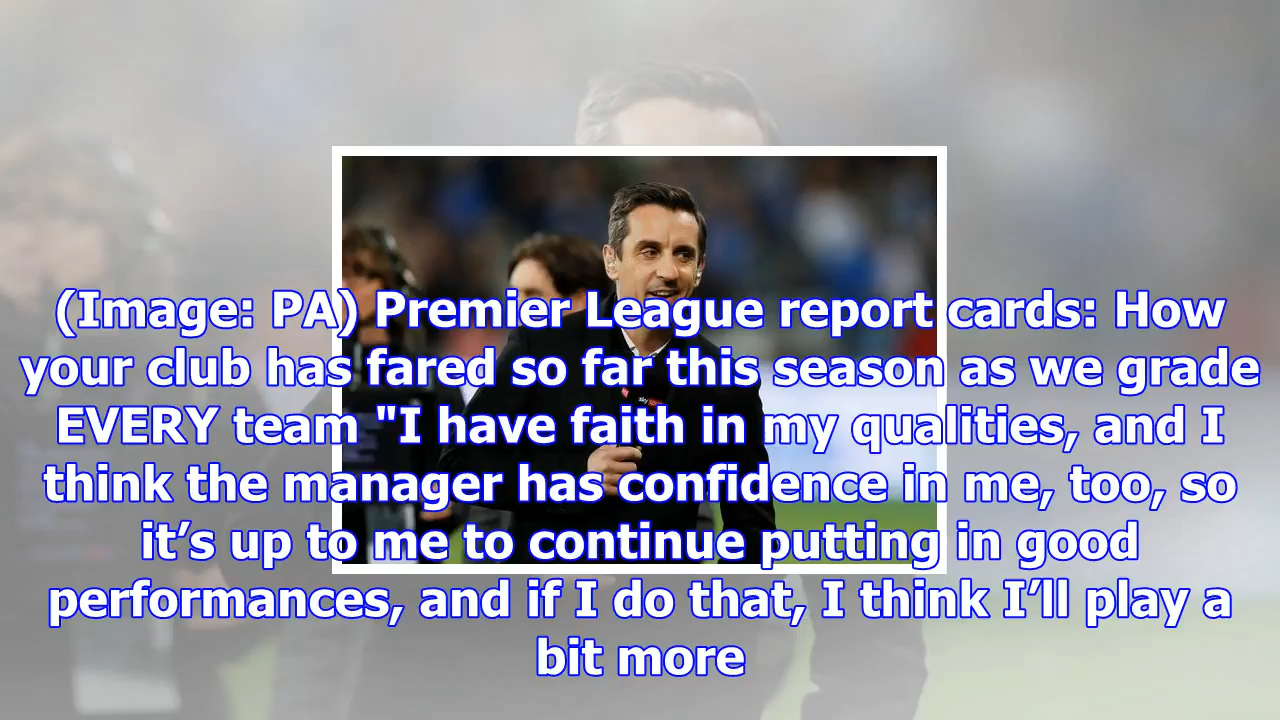 (Image: PA) Premier League report cards: How
your club has fared so far this season as we grade
EVERY team "I have faith in my qualities, and I
think the manager has confidence in me, too, so
it’s up to me to continue putting in good
performances, and if I do that, I think I’ll play a
bit more
sky